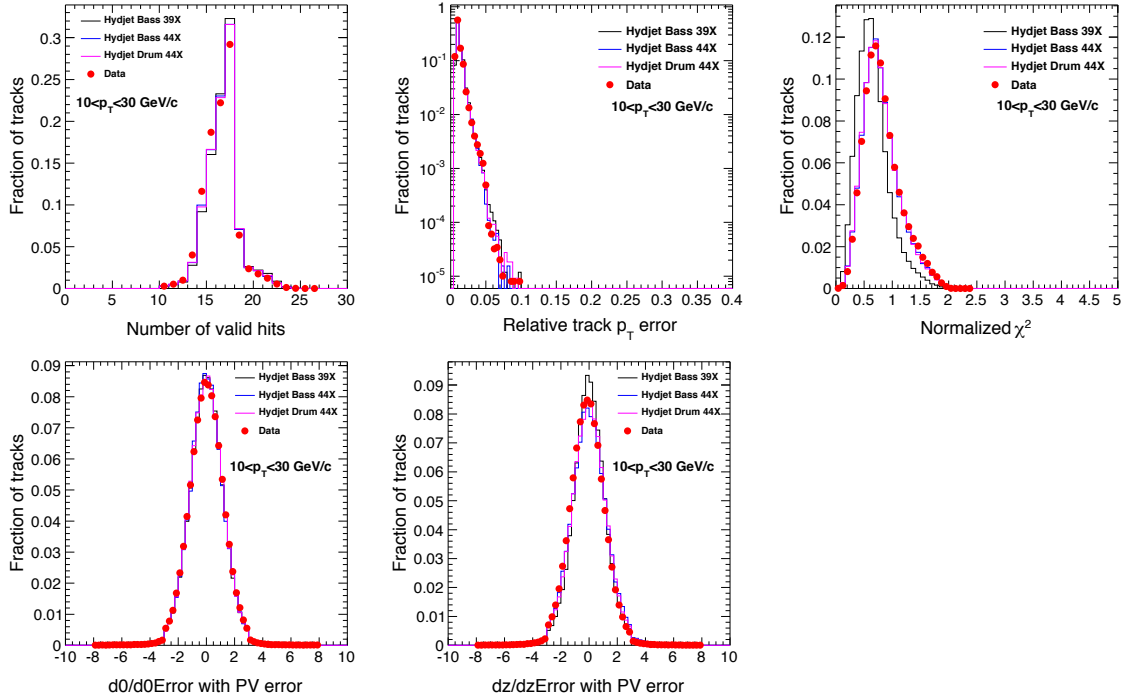 Fraction of tracks
0.3
0.25
0.2
0.15
0.1
0.05
0
0 5 10 15 20 25 30
Number of valid hits
Hydjet Bass 39X
Hydjet Bass 44X
Hydjet Drum 44X
Data
10<p_T<30 GeV/c
Fraction of tracks
1
10^-1
10^-2
10^-3
10^-4
10^-5
0 0.05 0.1 0.15 0.2 0.25 0.3 0.35 0.4
Relative track p_T error
Hydjet Bass 39X
Hydjet Bass 44X
Hydjet Drum 44X
Data
10<p_T<30 GeV/c
Fraction of tracks
0.12
0.1
0.08
0.06
0.04
0.02
0
0 0.5 1 1.5 2 2.5 3 3.5 4 4.5 5
Normalized χ²
Hydjet Bass 39X
Hydjet Bass 44X
Hydjet Drum 44X
Data
10<p_T<30 GeV/c
Fraction of tracks
0.09
0.08
0.07
0.06
0.05
0.04
0.03
0.02
0.01
0
-10 -8 -6 -4 -2 0 2 4 6 8 10
d0/d0Error with PV error
Hydjet Bass 39X
Hydjet Bass 44X
Hydjet Drum 44X
Data
10<p_T<30 GeV/c
Fraction of tracks
0.09
0.08
0.07
0.06
0.05
0.04
0.03
0.02
0.01
0
-10 -8 -6 -4 -2 0 2 4 6 8 10
dz/dzError with PV error
Hydjet Bass 39X
Hydjet Bass 44X
Hydjet Drum 44X
Data
10<p_T<30 GeV/c